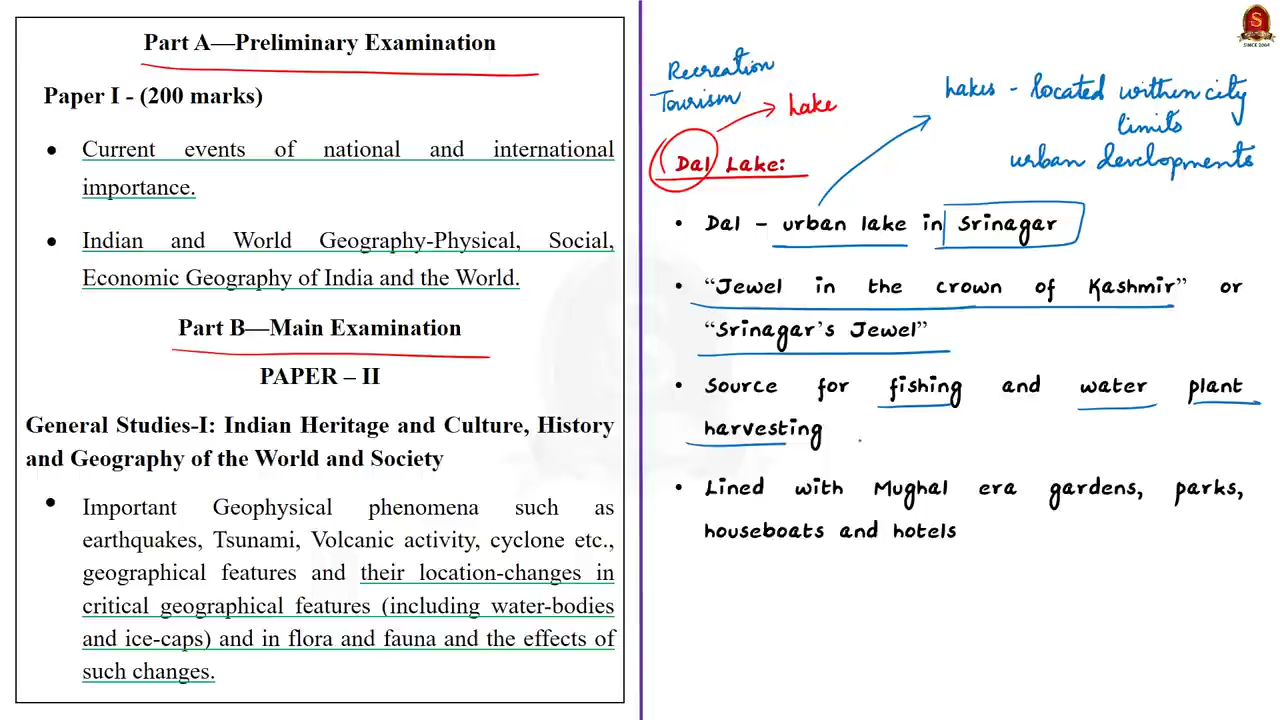 Part A—Preliminary Examination
Paper I - (200 marks)
• Current events of national and international
importance.
• Indian and World Geography-Physical, Social,
Economic Geography of India and the World.
Part B—Main Examination
PAPER – II
General Studies-I: Indian Heritage and Culture, History
and Geography of the World and Society
• Important Geophysical phenomena such as
earthquakes, Tsunami, Volcanic activity, cyclone etc.,
geographical features and their location-changes in
critical geographical features (including water-bodies
and ice-caps) and in flora and fauna and the effects of
such changes.
S
SINCE 2004
Recreation
Tourism
Lake
Lakes - located within city
limits
urban developments
Dal Lake:
• Dal – urban lake in Srinagar
• “Jewel in the crown of Kashmir” or
“Srinagar’s Jewel”
• Source for fishing and water plant
harvesting
• Lined with Mughal era gardens, parks,
houseboats and hotels